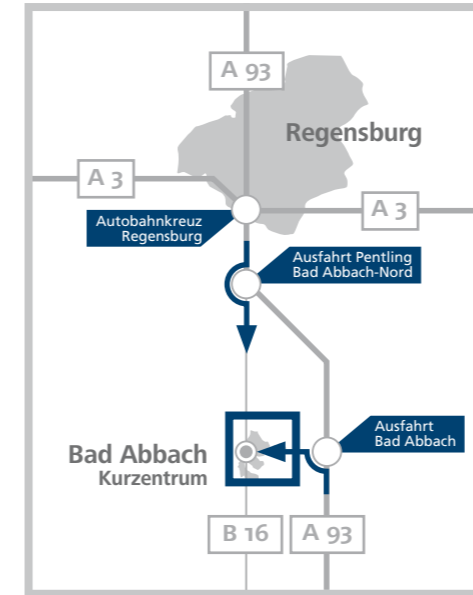 A 93
Regensburg
A 3
A 3
Autobahnkreuz
Regensburg
Ausfahrt Pentling
Bad Abbach-Nord
Ausfahrt
Bad Abbach
Bad Abbach
Kurzentrum
B 16
A 93